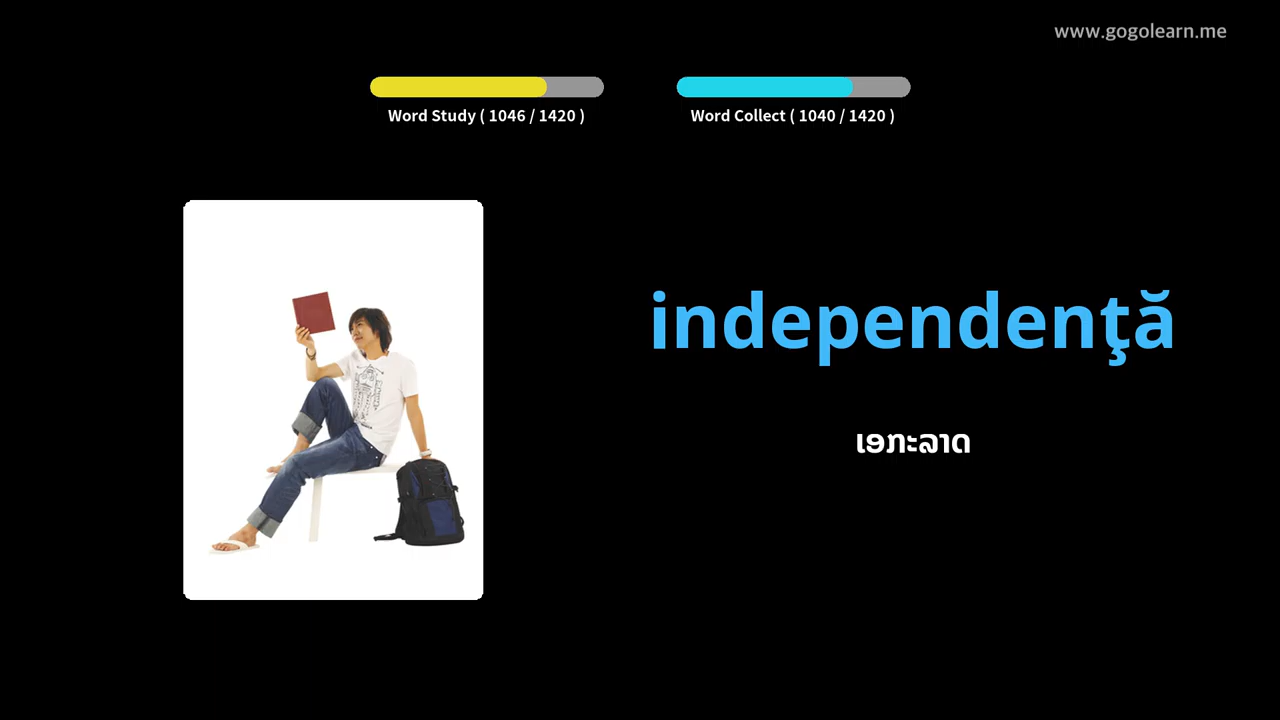 www.gogolearn.me
Word Study ( 1046 / 1420 )
Word Collect ( 1040 / 1420 )
independenţă
ເອກະລາດ